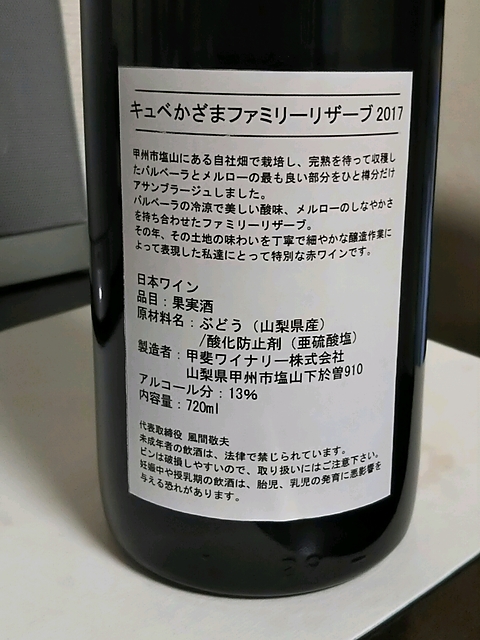 キュベかざまファミリーリザーブ2017
甲州市塩山にある自社畑で栽培し、完熟を待って収穫し
たバルベーラとメルローの最も良い部分をひと樽分だけ
アサンブラージュしました。
バルベーラの冷涼で美しい酸味、メルローのしなやかさ
を持ち合わせたファミリーリザーブ。
その年、その土地の味わいを丁寧で細やかな醸造作業に
よって表現した私達にとって特別な赤ワインです。
日本ワイン
品目：果実酒
原材料名：ぶどう（山梨県産）
/酸化防止剤（亜硫酸塩）
製造者：甲斐ワイナリー株式会社
山梨県甲州市塩山下於曽910
アルコール分：13%
内容量：720ml
代表取締役 風間敬夫
未成年者の飲酒は、法律で禁じられています。
ビンは破損しやすいので、取り扱いにはご注意下さい。
妊娠中や授乳期の飲酒は、胎児、乳児の発育に悪影響を
与える恐れがあります。